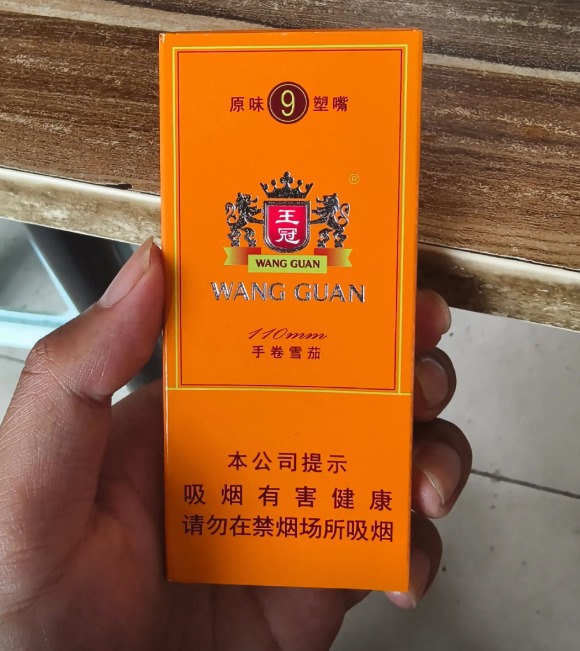 原味 9 塑嘴
®
王冠
WANG GUAN
WANG GUAN
110mm
手卷雪茄
本公司提示
吸烟有害健康
请勿在禁烟场所吸烟